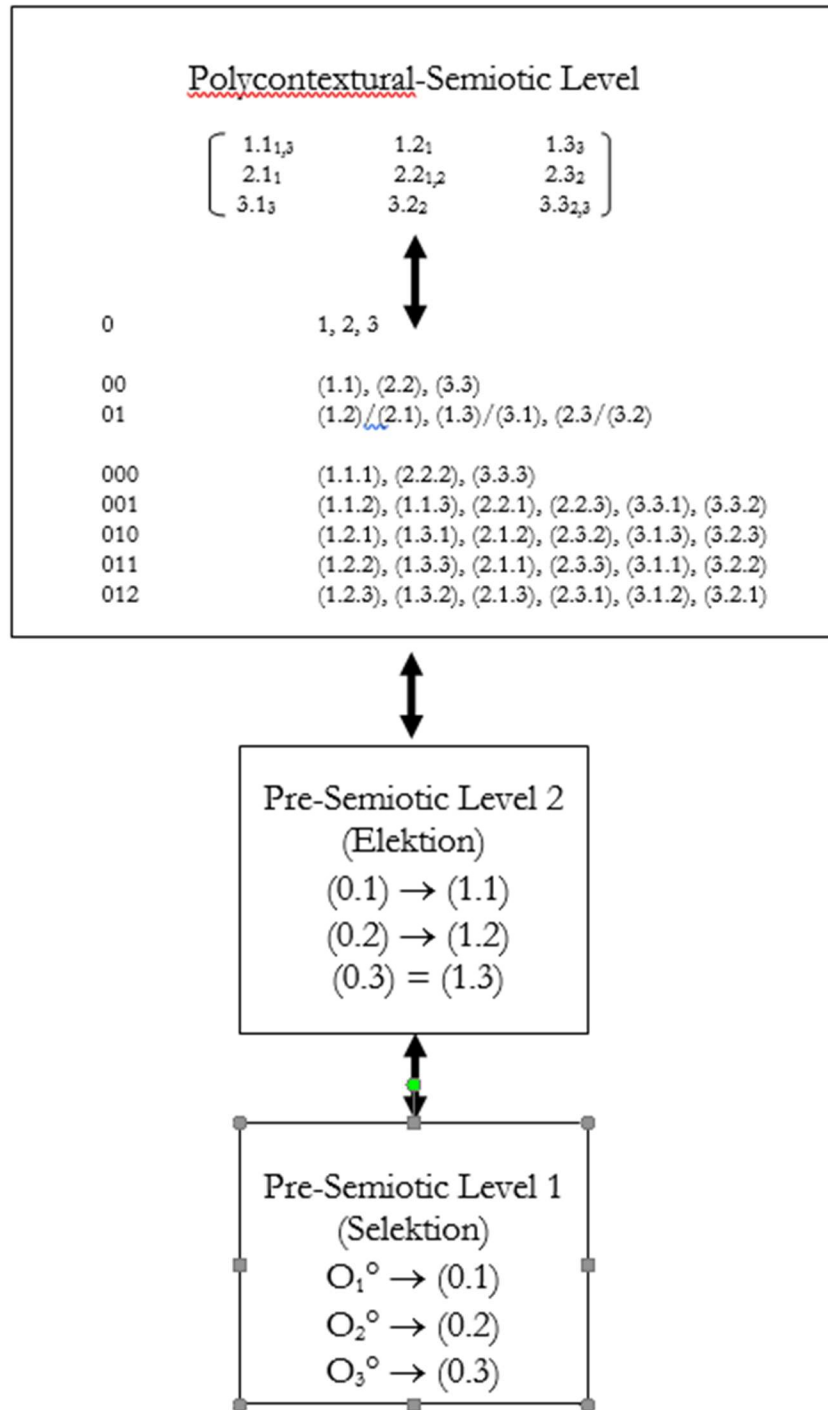 Polycontextural-Semiotic Level
1.1₁,₃ 1.2₁ 1.3₃
2.1₁ 2.2₁,₂ 2.3₂
3.1₃ 3.2₂ 3.3₂,₃
0 1, 2, 3
00 (1.1), (2.2), (3.3)
01 (1.2)/(2.1), (1.3)/(3.1), (2.3/(3.2)
000 (1.1.1), (2.2.2), (3.3.3)
001 (1.1.2), (1.1.3), (2.2.1), (2.2.3), (3.3.1), (3.3.2)
010 (1.2.1), (1.3.1), (2.1.2), (2.3.2), (3.1.3), (3.2.3)
011 (1.2.2), (1.3.3), (2.1.1), (2.3.3), (3.1.1), (3.2.2)
012 (1.2.3), (1.3.2), (2.1.3), (2.3.1), (3.1.2), (3.2.1)
Pre-Semiotic Level 2
(Elektion)
(0.1) → (1.1)
(0.2) → (1.2)
(0.3) = (1.3)
Pre-Semiotic Level 1
(Selektion)
O₁° → (0.1)
O₂° → (0.2)
O₃° → (0.3)